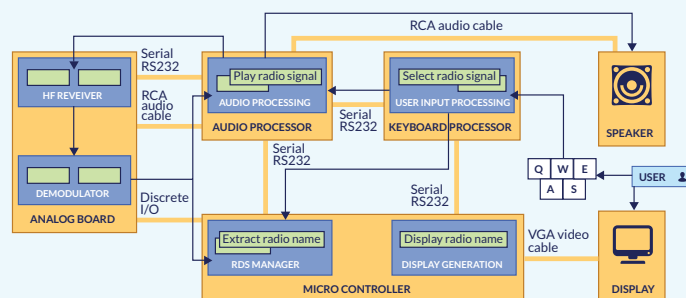 RCA audio cable
Serial
RS232
Play radio signal
AUDIO PROCESSING
AUDIO PROCESSOR
Select radio signal
USER INPUT PROCESSING
KEYBOARD PROCESSOR
SPEAKER
HF REVEIVER
RCA
audio
cable
Serial
RS232
DEMODULATOR
ANALOG BOARD
Discrete
I/O
Serial
RS232
Serial
RS232
Q W E
A S
USER
Extract radio name
RDS MANAGER
Display radio name
DISPLAY GENERATION
MICRO CONTROLLER
VGA video
cable
DISPLAY